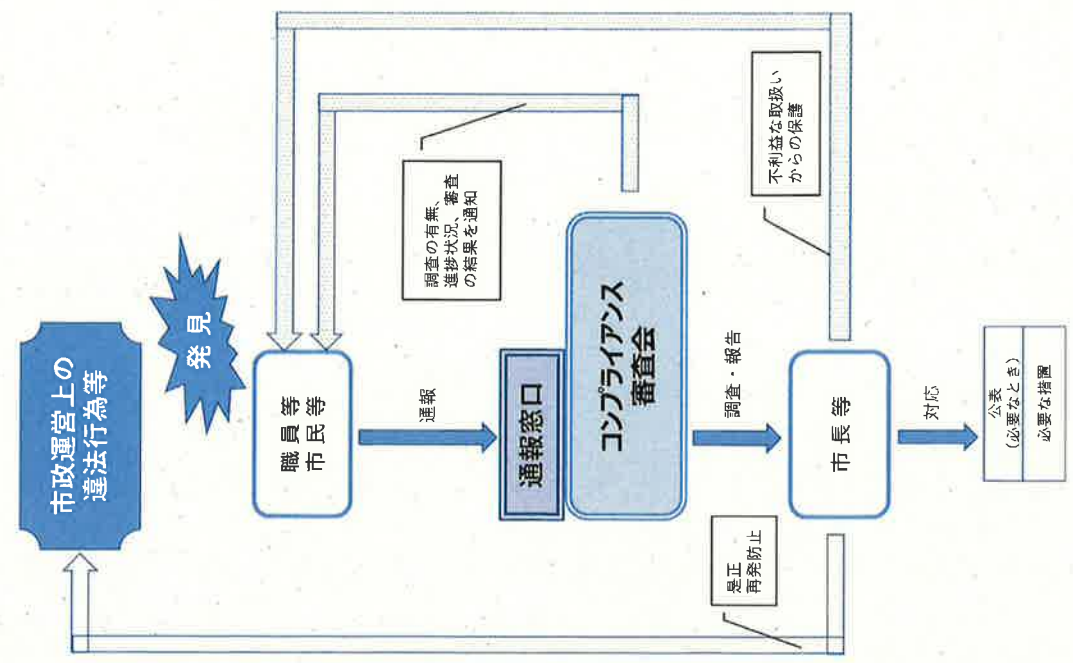 市政運営上の
違法行為等
発見
職員等
市民等
通報
調査の有無、
進捗状況、審査
の結果を通知
通報窓口
コンプライアンス
審査会
調査・報告
不利益な取扱い
からの保護
市長等
是正
再発防止
対応
公表
(必要なとき)
必要な措置